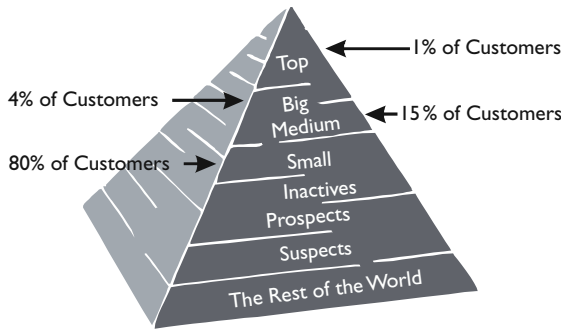 1% of Customers
Top
4% of Customers
Big
15% of Customers
Medium
80% of Customers
Small
Inactives
Prospects
Suspects
The Rest of the World